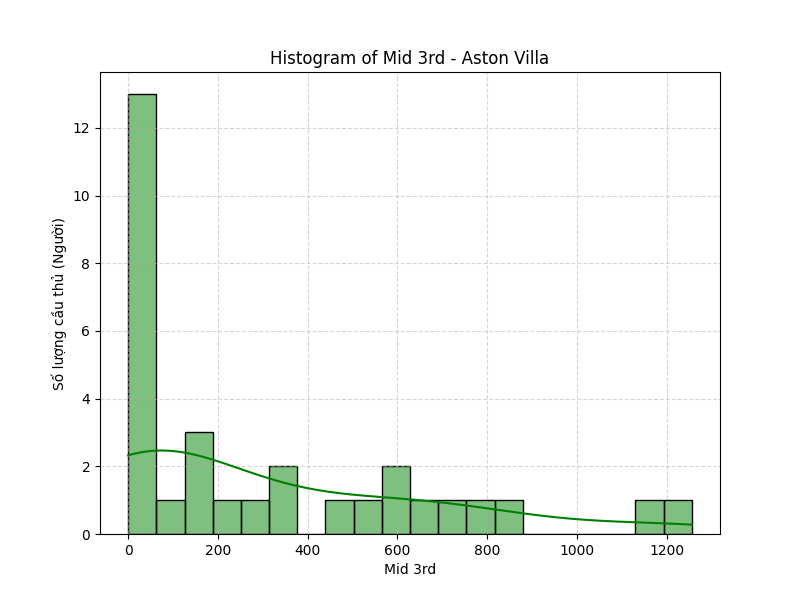 Histogram of Mid 3rd - Aston Villa
Số lượng cầu thủ (Người)
12
10
8
6
4
2
0
0 200 400 600 800 1000 1200
Mid 3rd